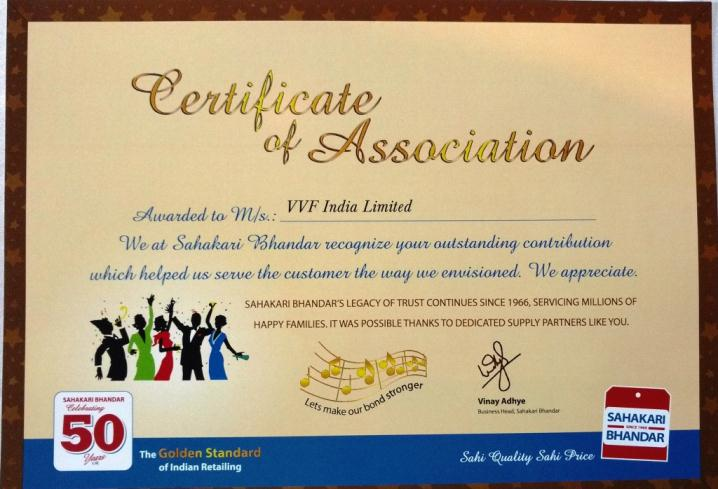 Certificate
of Association
Awarded to M/s.: VVF India Limited
We at Sahakari Bhandar recognize your outstanding contribution
which helped us serve the customer the way we envisioned. We appreciate.
SAHAKARI BHANDAR'S LEGACY OF TRUST CONTINUES SINCE 1966, SERVICING MILLIONS OF
HAPPY FAMILIES. IT WAS POSSIBLE THANKS TO DEDICATED SUPPLY PARTNERS LIKE YOU.
Lets make our bond stronger
Vinay Adhye
Business Head, Sahakari Bhandar
SAHAKARI BHANDAR
Celebrating
50
Years
The Golden Standard
of Indian Retailing
Sahi Quality Sahi Price
SAHAKARI
SINCE 1968
BHANDAR